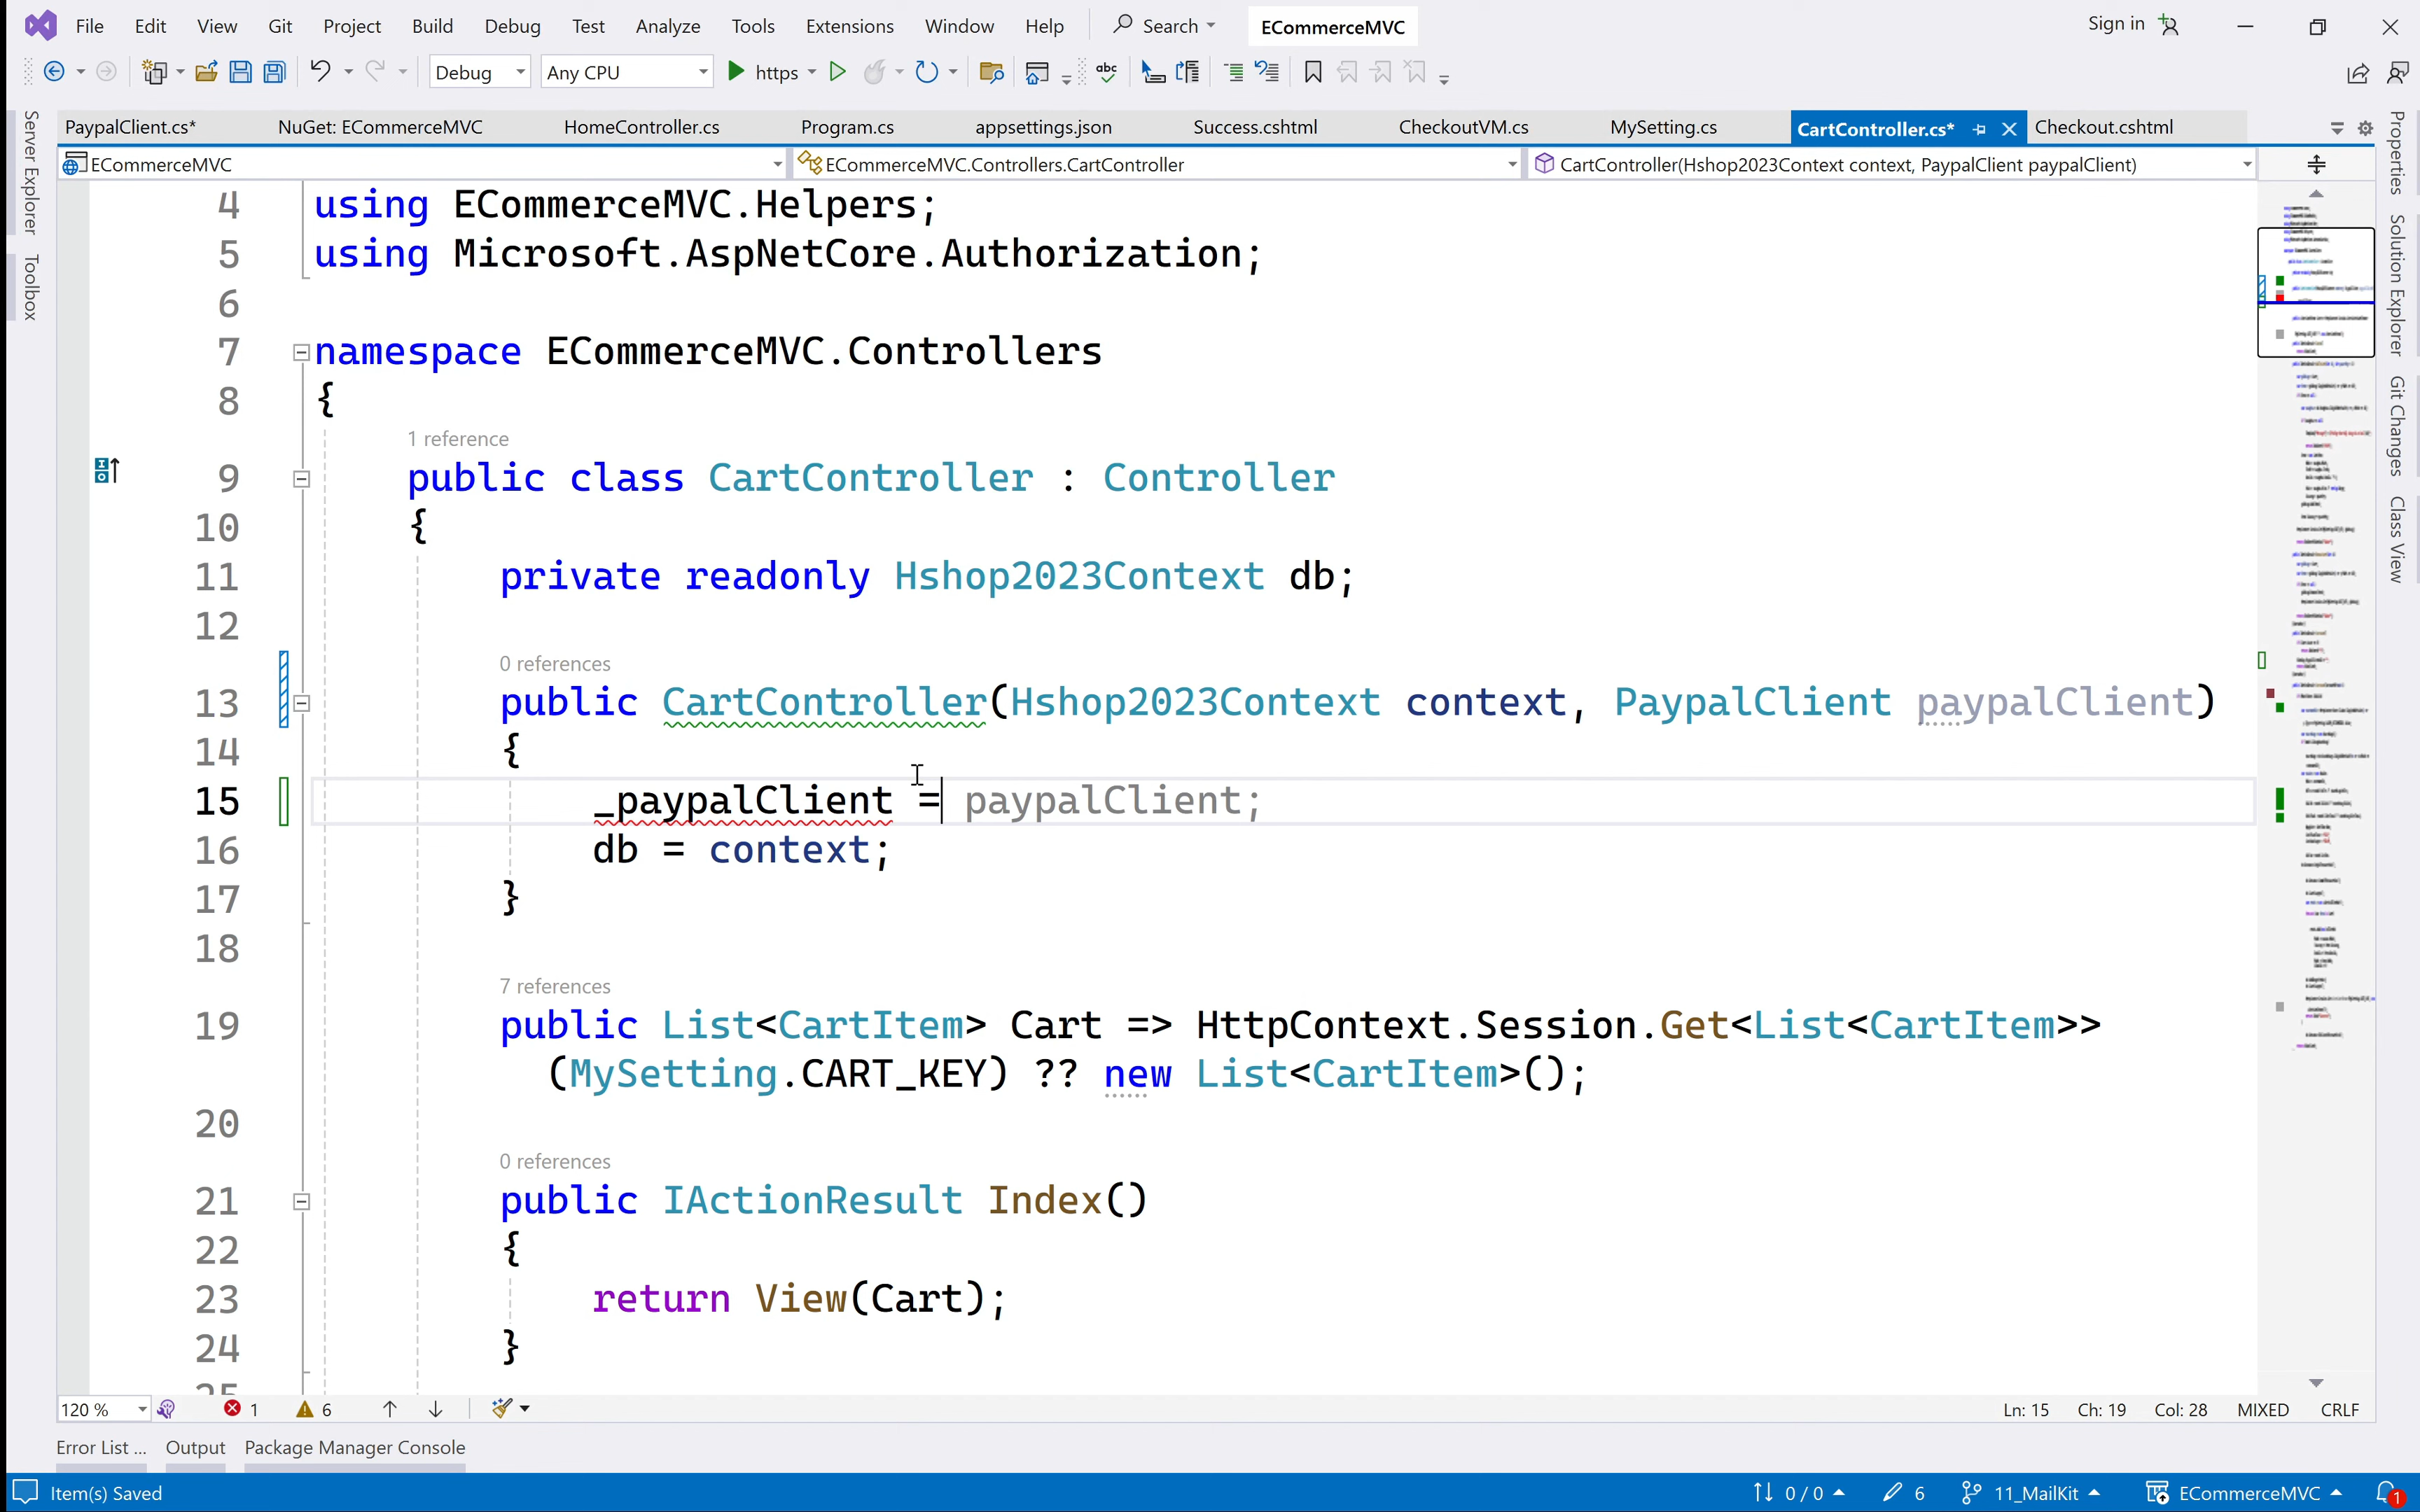 File Edit View Git Project Build Debug Test Analyze Tools Extensions Window Help Search ECommerceMVC Sign in
Debug Any CPU https abc
PaypalClient.cs* NuGet: ECommerceMVC HomeController.cs Program.cs appsettings.json Success.cshtml CheckoutVM.cs MySetting.cs CartController.cs* Checkout.cshtml
ECommerceMVC ECommerceMVC.Controllers.CartController CartController(Hshop2023Context context, PaypalClient paypalClient)
Server Explorer
Toolbox
Properties
Solution Explorer
Git Changes
Class View
4 using ECommerceMVC.Helpers;
5 using Microsoft.AspNetCore.Authorization;
6
7 namespace ECommerceMVC.Controllers
8 {
1 reference
9 public class CartController : Controller
10 {
11 private readonly Hshop2023Context db;
12
0 references
13 public CartController(Hshop2023Context context, PaypalClient paypalClient)
14 {
15 _paypalClient = paypalClient;
16 db = context;
17 }
18
7 references
19 public List<CartItem> Cart => HttpContext.Session.Get<List<CartItem>>
(MySetting.CART_KEY) ?? new List<CartItem>();
20
0 references
21 public IActionResult Index()
22 {
23 return View(Cart);
24 }
25
120 % 1 6 Ln: 15 Ch: 19 Col: 28 MIXED CRLF
Error List ... Output Package Manager Console
Item(s) Saved 0 / 0 6 11_MailKit ECommerceMVC 1